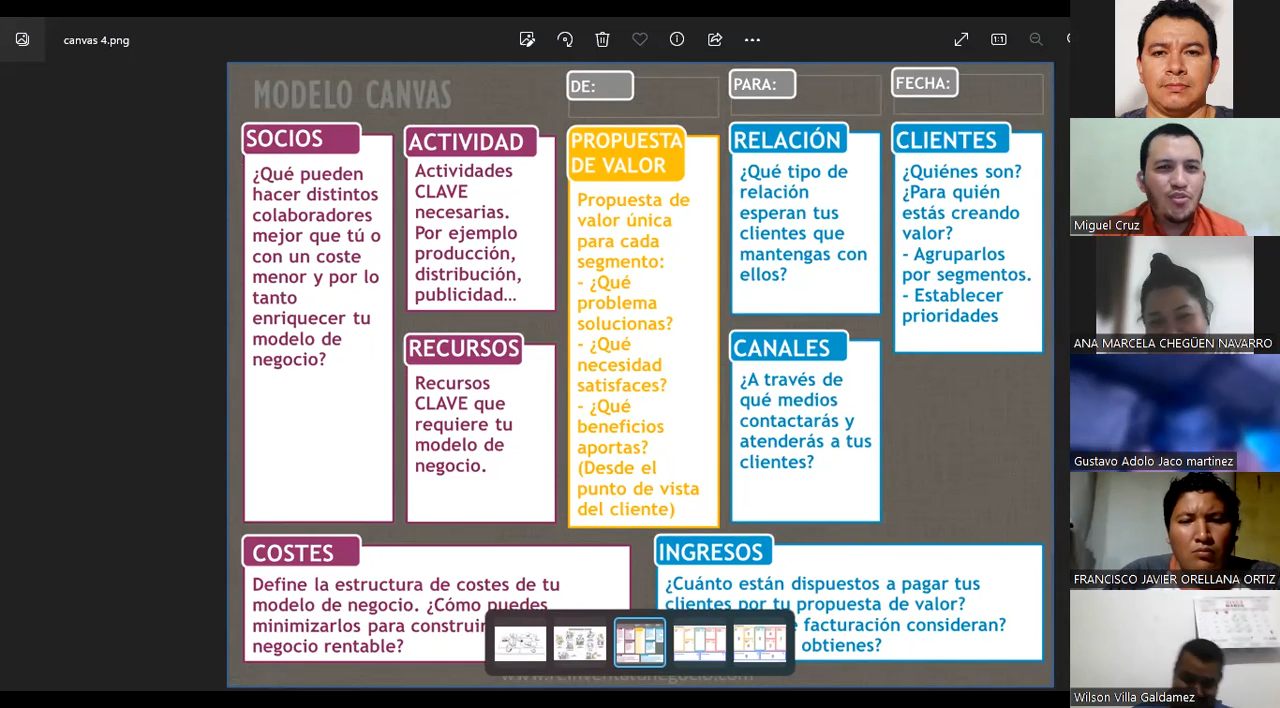 canvas 4.png
MODELO CANVAS
DE:
PARA:
FECHA:
SOCIOS
¿Qué pueden
hacer distintos
colaboradores
mejor que tú o
con un coste
menor y por lo
tanto
enriquecer tu
modelo de
negocio?
ACTIVIDAD
Actividades
CLAVE
necesarias.
Por ejemplo
producción,
distribución,
publicidad...
RECURSOS
Recursos
CLAVE que
requiere tu
modelo de
negocio.
PROPUESTA
DE VALOR
Propuesta de
valor única
para cada
segmento:
- ¿Qué
problema
solucionas?
- ¿Qué
necesidad
satisfaces?
- ¿Qué
beneficios
aportas?
(Desde el
punto de vista
del cliente)
RELACIÓN
¿Qué tipo de
relación
esperan tus
clientes que
mantengas con
ellos?
CANALES
¿A través de
qué medios
contactarás y
atenderás a tus
clientes?
CLIENTES
¿Quiénes son?
¿Para quién
estás creando
valor?
- Agruparlos
por segmentos.
- Establecer
prioridades
COSTES
Define la estructura de costes de tu
modelo de negocio. ¿Cómo puedes
minimizarlos para construir
negocio rentable?
INGRESOS
¿Cuánto están dispuestos a pagar tus
clientes por tu propuesta de valor?
facturación consideran?
obtienes?
Miguel Cruz
ANA MARCELA CHEGÜEN NAVARRO
Gustavo Adolo Jaco martinez
FRANCISCO JAVIER ORELLANA ORTIZ
Wilson Villa Galdamez